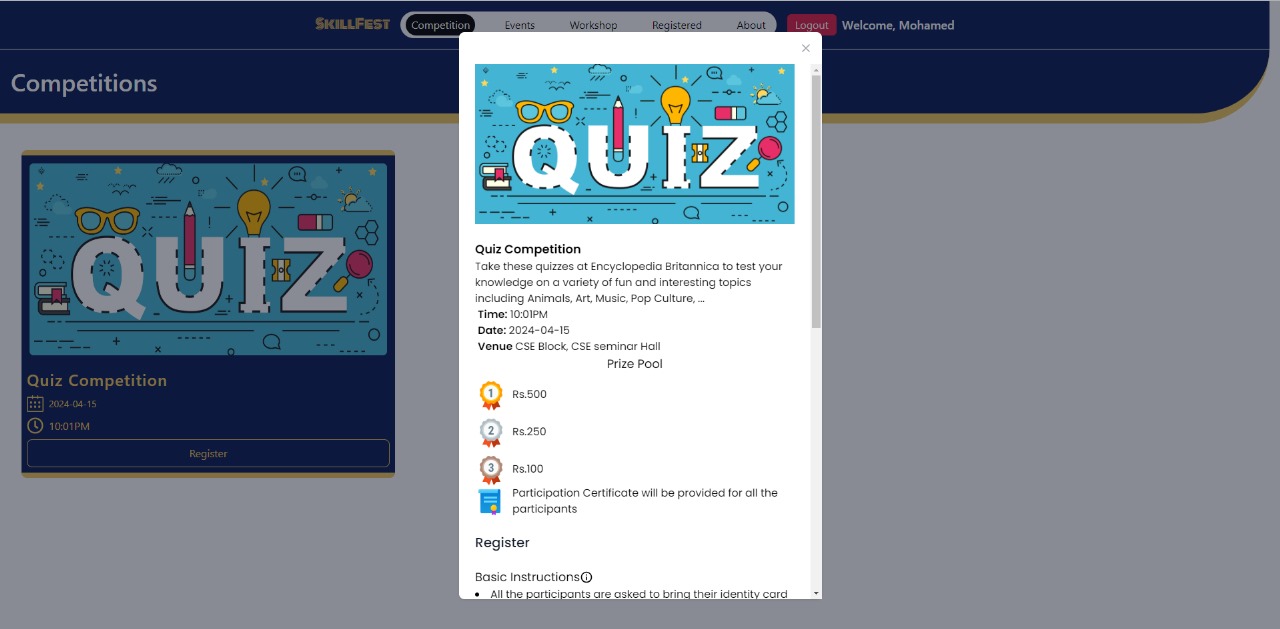 SKILLFEST
Competition
Events
Workshop
Registered
About
Logout
Welcome, Mohamed
Competitions
QUIZ
Quiz Competition
2024-04-15
10:01PM
Register
×
QUIZ
Quiz Competition
Take these quizzes at Encyclopedia Britannica to test your
knowledge on a variety of fun and interesting topics
including Animals, Art, Music, Pop Culture, ...
Time: 10:01PM
Date: 2024-04-15
Venue CSE Block, CSE seminar Hall
Prize Pool
1 Rs.500
2 Rs.250
3 Rs.100
Participation Certificate will be provided for all the
participants
Register
Basic Instructions
• All the participants are asked to bring their identity card